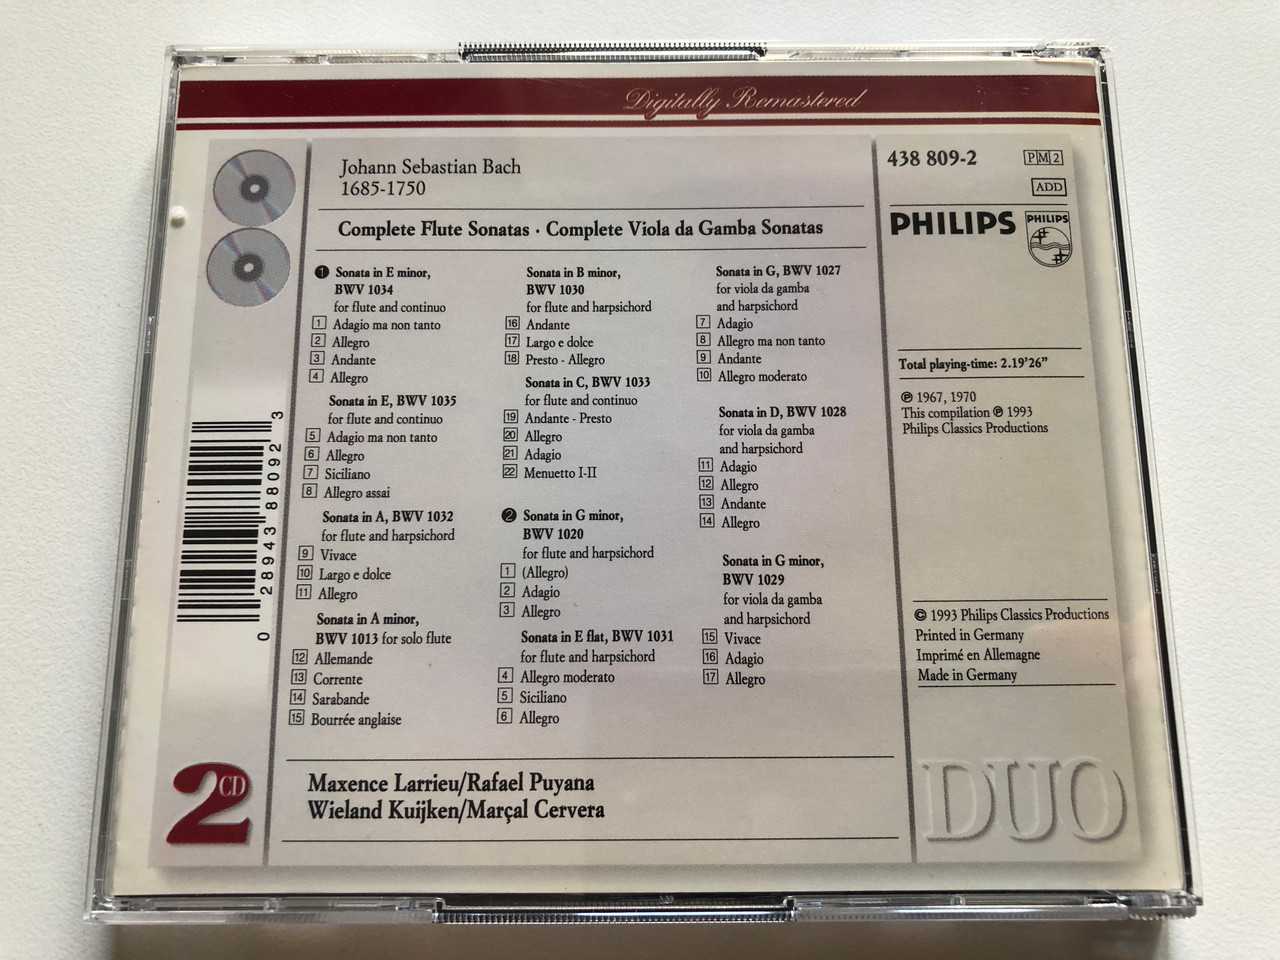 Digitally Remastered
Johann Sebastian Bach
1685-1750
Complete Flute Sonatas · Complete Viola da Gamba Sonatas
1 Sonata in E minor,
BWV 1034
for flute and continuo
1 Adagio ma non tanto
2 Allegro
3 Andante
4 Allegro
Sonata in E, BWV 1035
for flute and continuo
5 Adagio ma non tanto
6 Allegro
7 Siciliano
8 Allegro assai
Sonata in A, BWV 1032
for flute and harpsichord
9 Vivace
10 Largo e dolce
11 Allegro
Sonata in A minor,
BWV 1013 for solo flute
12 Allemande
13 Corrente
14 Sarabande
15 Bourrée anglaise
Sonata in B minor,
BWV 1030
for flute and harpsichord
16 Andante
17 Largo e dolce
18 Presto - Allegro
Sonata in C, BWV 1033
for flute and continuo
19 Andante - Presto
20 Allegro
21 Adagio
22 Menuetto I-II
2 Sonata in G minor,
BWV 1020
for flute and harpsichord
1 (Allegro)
2 Adagio
3 Allegro
Sonata in E flat, BWV 1031
for flute and harpsichord
4 Allegro moderato
5 Siciliano
6 Allegro
Sonata in G, BWV 1027
for viola da gamba
and harpsichord
7 Adagio
8 Allegro ma non tanto
9 Andante
10 Allegro moderato
Sonata in D, BWV 1028
for viola da gamba
and harpsichord
11 Adagio
12 Allegro
13 Andante
14 Allegro
Sonata in G minor,
BWV 1029
for viola da gamba
and harpsichord
15 Vivace
16 Adagio
17 Allegro
Maxence Larrieu/Rafael Puyana
Wieland Kuijken/Marçal Cervera
438 809-2
PM2
ADD
PHILIPS
PHILIPS
Total playing-time: 2.19'26"
℗ 1967, 1970
This compilation ℗ 1993
Philips Classics Productions
© 1993 Philips Classics Productions
Printed in Germany
Imprimé en Allemagne
Made in Germany
DUO
2 CD
0 28943 88092 3